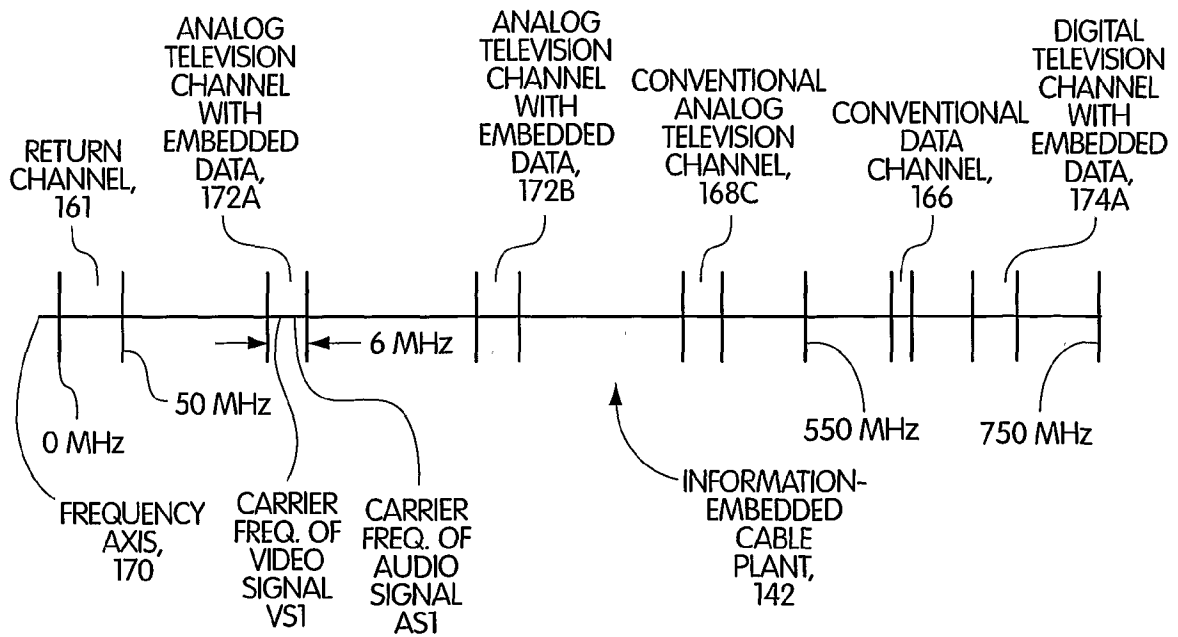 RETURN
CHANNEL,
161
ANALOG
TELEVISION
CHANNEL
WITH
EMBEDDED
DATA,
172A
ANALOG
TELEVISION
CHANNEL
WITH
EMBEDDED
DATA,
172B
CONVENTIONAL
ANALOG
TELEVISION
CHANNEL,
168C
CONVENTIONAL
DATA
CHANNEL,
166
DIGITAL
TELEVISION
CHANNEL
WITH
EMBEDDED
DATA,
174A
6 MHz
50 MHz
0 MHz
550 MHz
750 MHz
FREQUENCY
AXIS,
170
CARRIER
FREQ. OF
VIDEO
SIGNAL
VS1
CARRIER
FREQ. OF
AUDIO
SIGNAL
AS1
INFORMATION-
EMBEDDED
CABLE
PLANT,
142